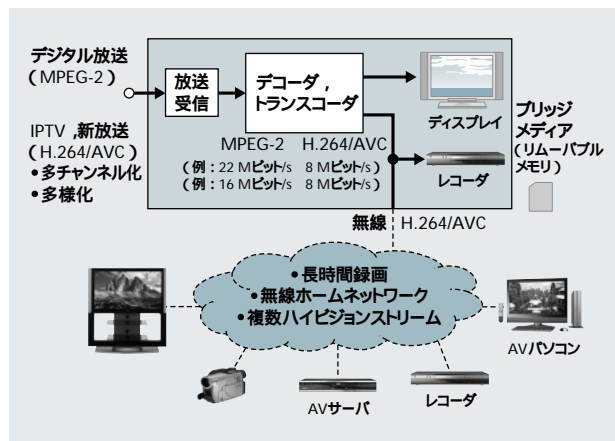 デジタル放送
（MPEG-2）
放送
受信
デコーダ，
トランスコーダ
MPEG-2 H.264/AVC
（例：22 Mビット/s 8 Mビット/s）
（例：16 Mビット/s 8 Mビット/s）
ディスプレイ
レコーダ
ブリッジ
メディア
（リムーバブル
メモリ）
IPTV，新放送
（H.264/AVC）
•多チャンネル化
•多様化
無線 H.264/AVC
•長時間録画
•無線ホームネットワーク
•複数ハイビジョンストリーム
AVパソコン
AVサーバ
レコーダ